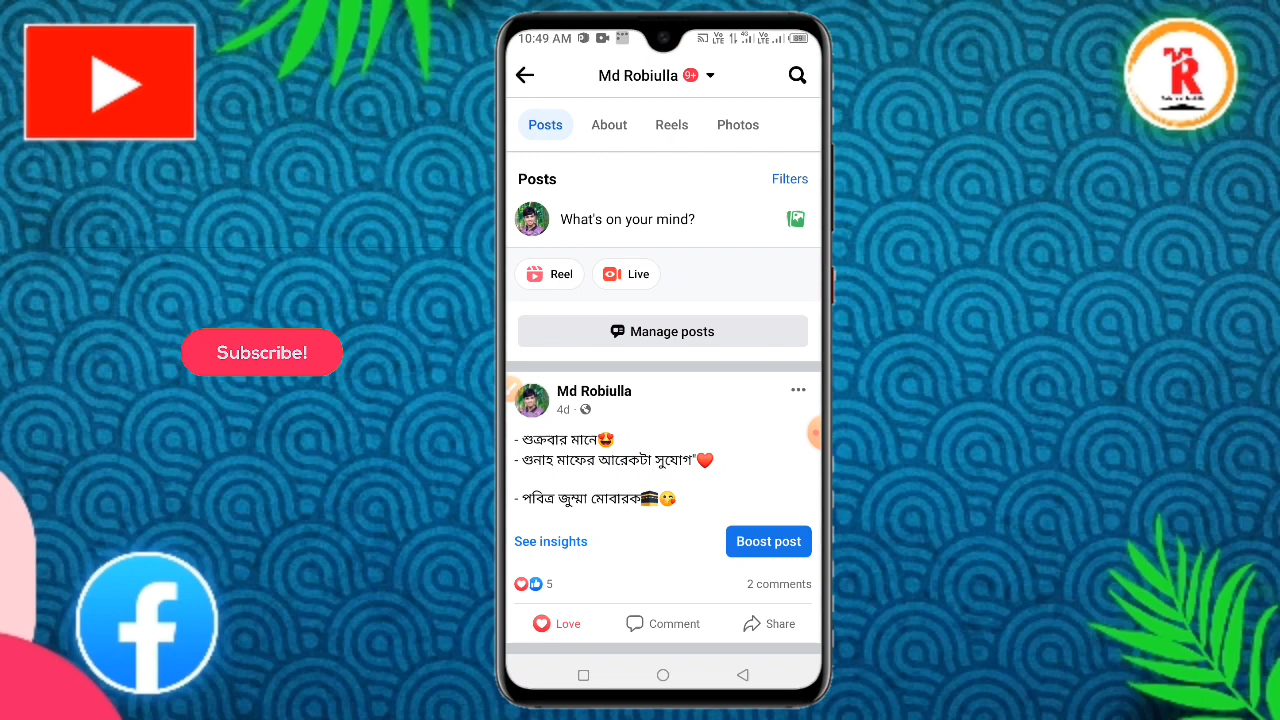 10:49 AM
Md Robiulla 9+
Posts About Reels Photos
Posts Filters
What's on your mind?
Reel Live
Manage posts
Subscribe!
Md Robiulla
4d
- শুক্রবার মানে😍
- গুনাহ মাফের আরেকটা সুযোগ"♥️
- পবিত্র জুম্মা মোবারক🕋😋
See insights Boost post
5 2 comments
Love Comment Share